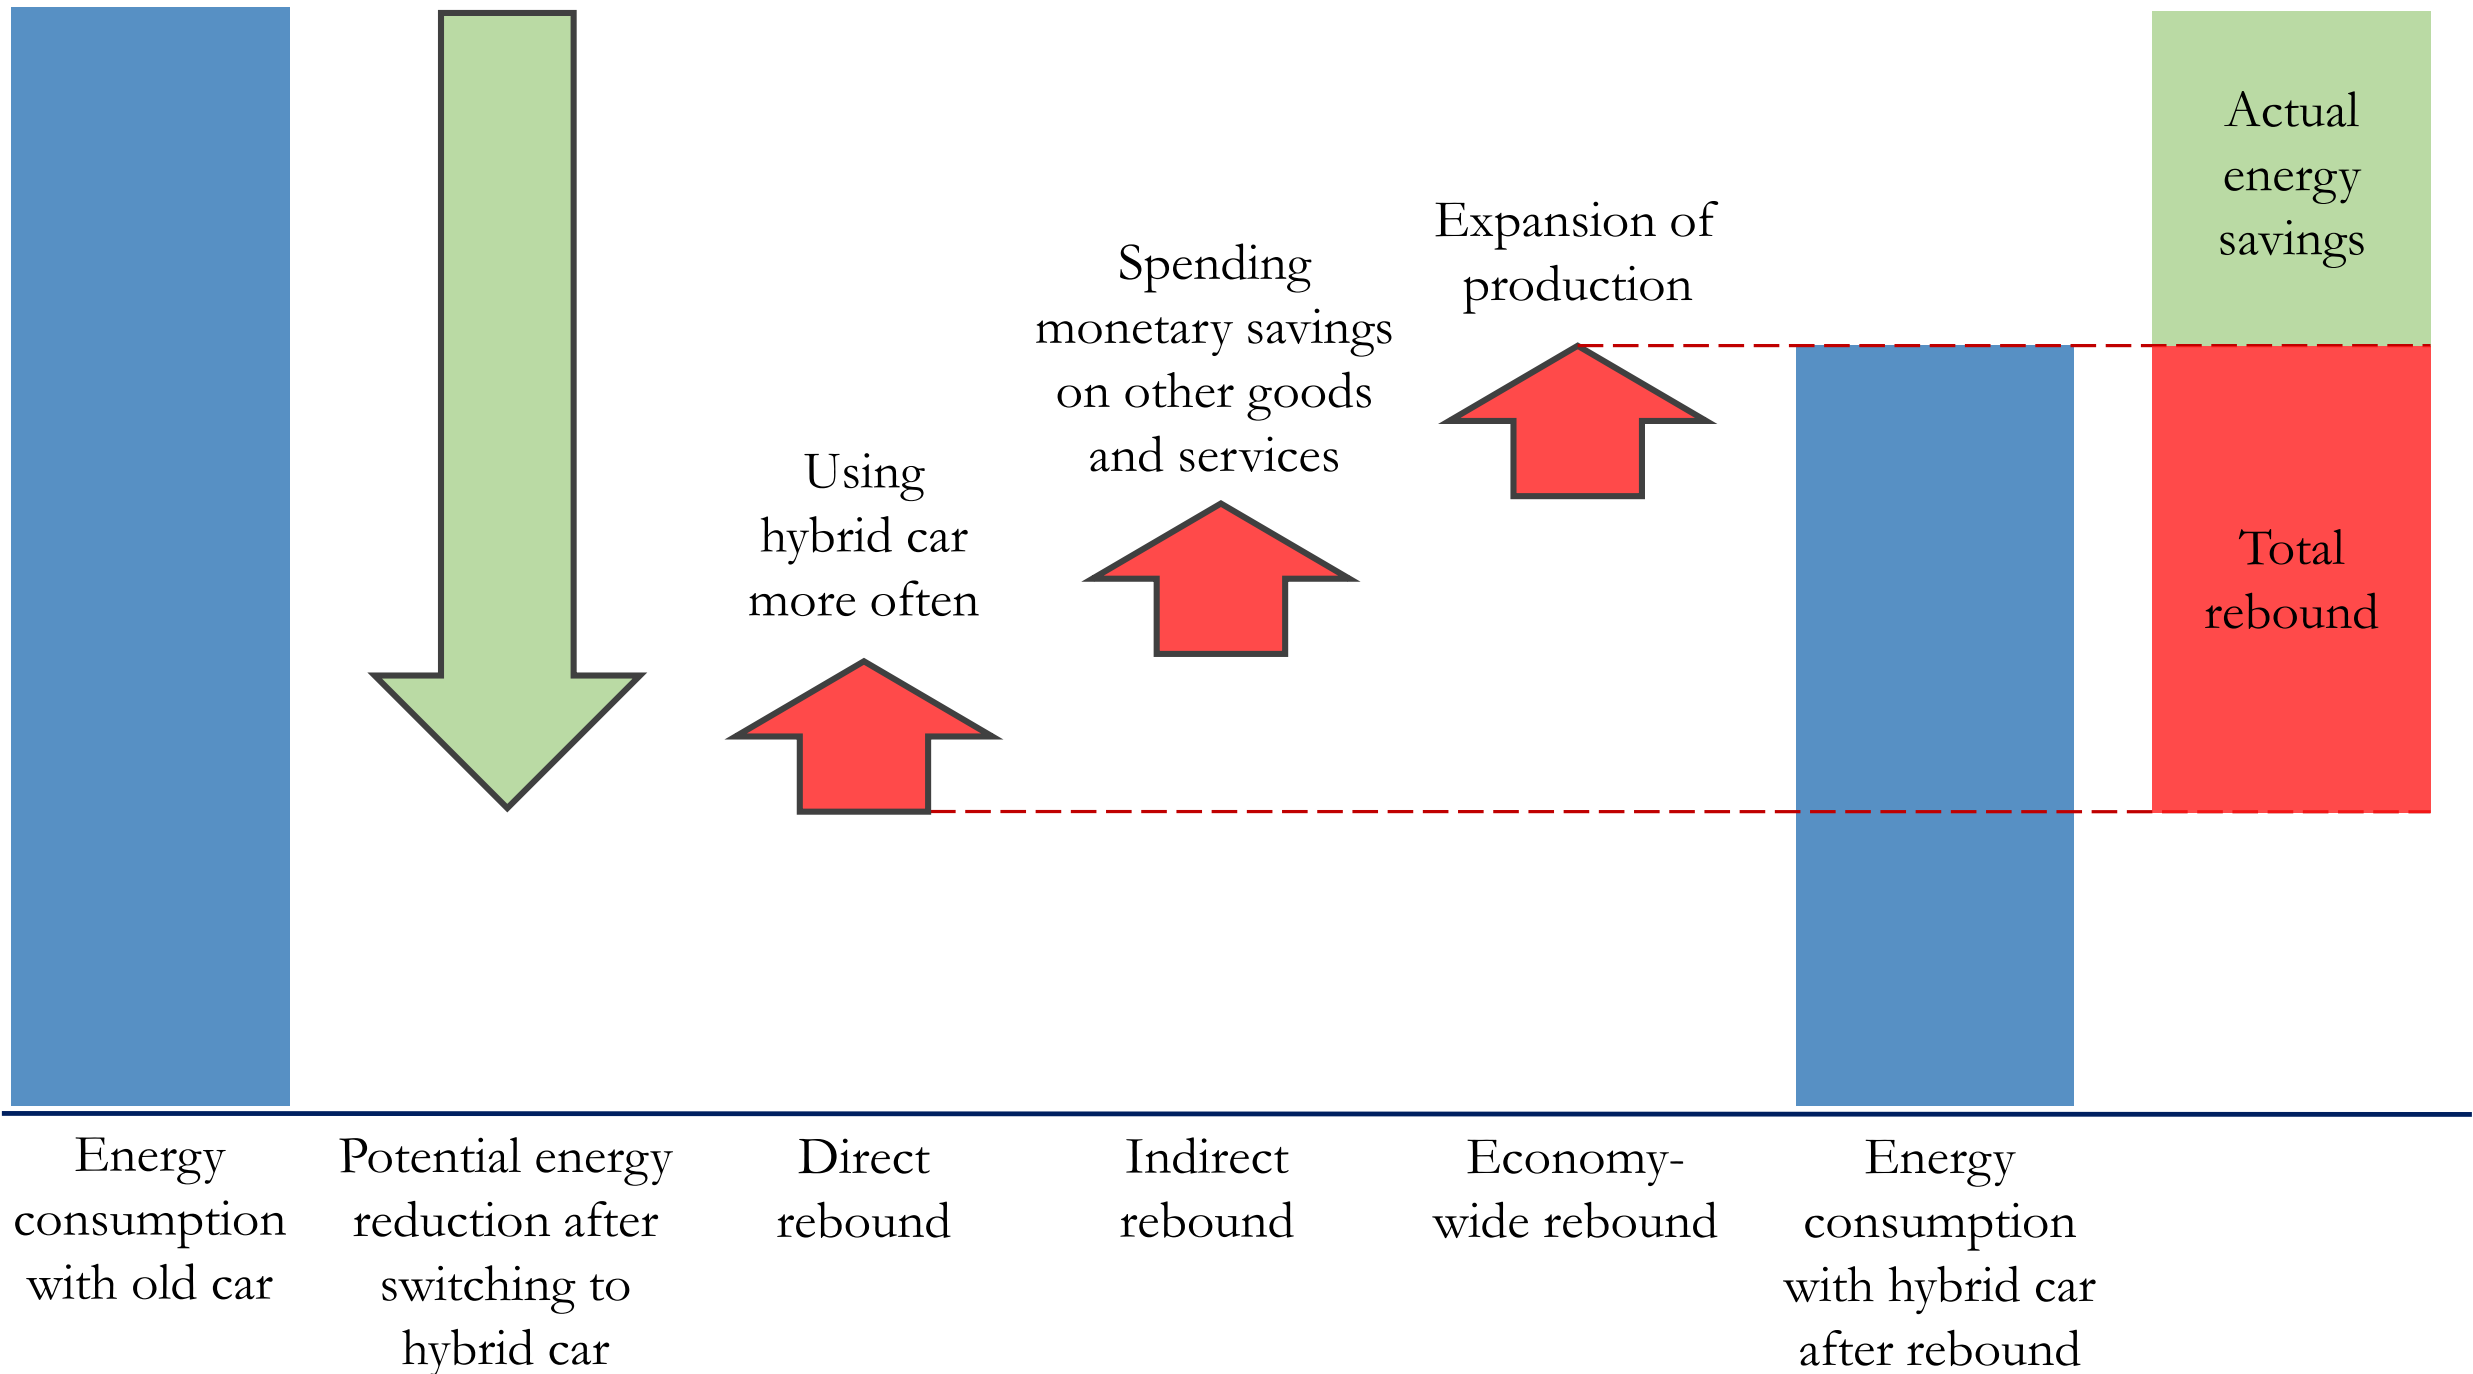 Actual
energy
savings
Expansion of
production
Spending
monetary savings
on other goods
and services
Using
hybrid car
more often
Total
rebound
Energy
consumption
with old car
Potential energy
reduction after
switching to
hybrid car
Direct
rebound
Indirect
rebound
Economy-
wide rebound
Energy
consumption
with hybrid car
after rebound